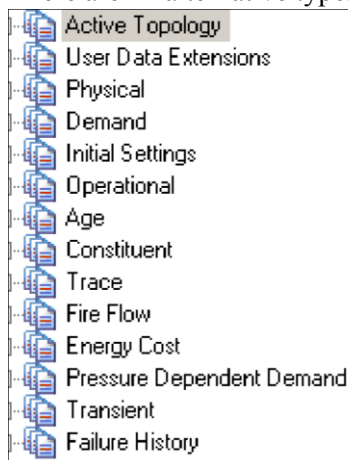 Active Topology
User Data Extensions
Physical
Demand
Initial Settings
Operational
Age
Constituent
Trace
Fire Flow
Energy Cost
Pressure Dependent Demand
Transient
Failure History